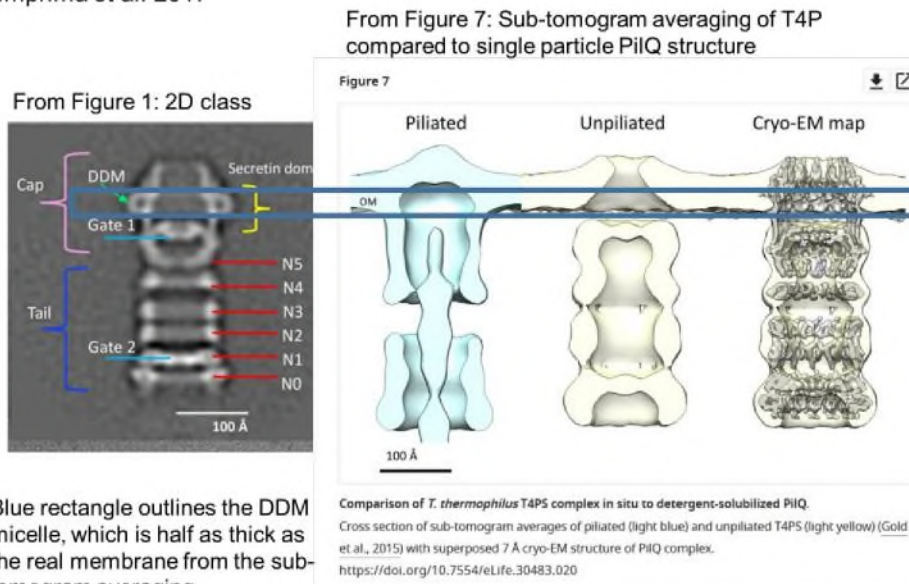 From Figure 7: Sub-tomogram averaging of T4P
compared to single particle PilQ structure
From Figure 1: 2D class
Cap
DDM
Secretin dom
Gate 1
N5
N4
Tail
N3
N2
Gate 2
N1
N0
100 Å
Figure 7
Piliated
Unpiliated
Cryo-EM map
OM
100 Å
Comparison of T. thermophilus T4PS complex in situ to detergent-solubilized PilQ.
Cross section of sub-tomogram averages of piliated (light blue) and unpiliated T4PS (light yellow) (Gold
et al., 2015) with superposed 7 Å cryo-EM structure of PilQ complex.
https://doi.org/10.7554/eLife.30483.020
Blue rectangle outlines the DDM
micelle, which is half as thick as
the real membrane from the sub-